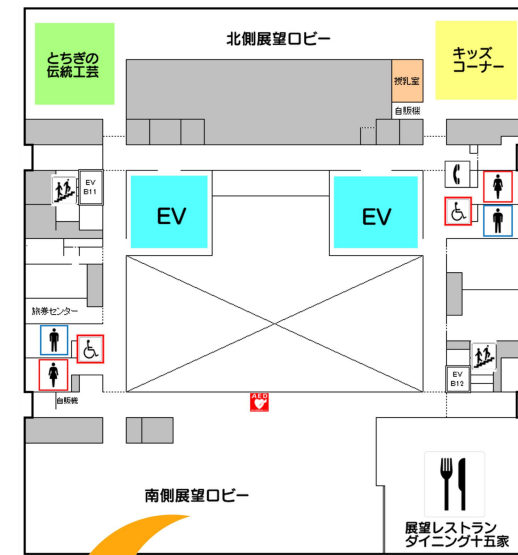 北側展望ロビー
とちぎの
伝統工芸
キッズ
コーナー
授乳室
自販機
EV
B11
EV
EV
旅券センター
自販機
EV
B12
AED
南側展望ロビー
展望レストラン
ダイニング十五家